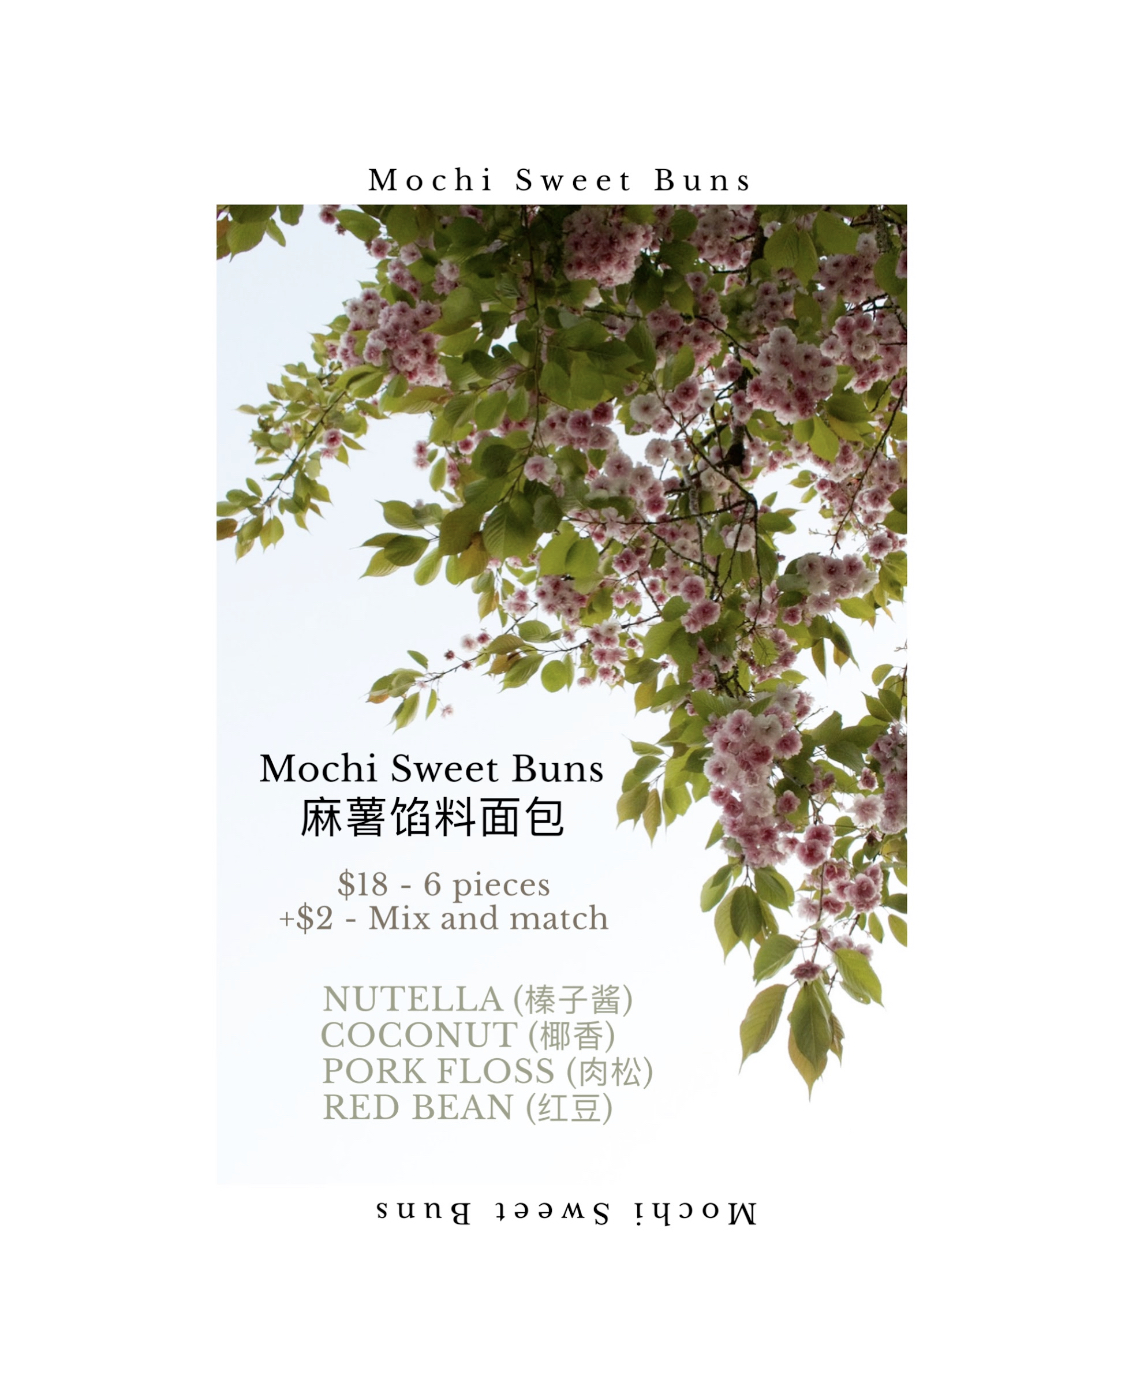 Mochi Sweet Buns
Mochi Sweet Buns
麻薯馅料面包
$18 - 6 pieces
+$2 - Mix and match
NUTELLA (榛子酱)
COCONUT (椰香)
PORK FLOSS (肉松)
RED BEAN (红豆)
Mochi Sweet Buns